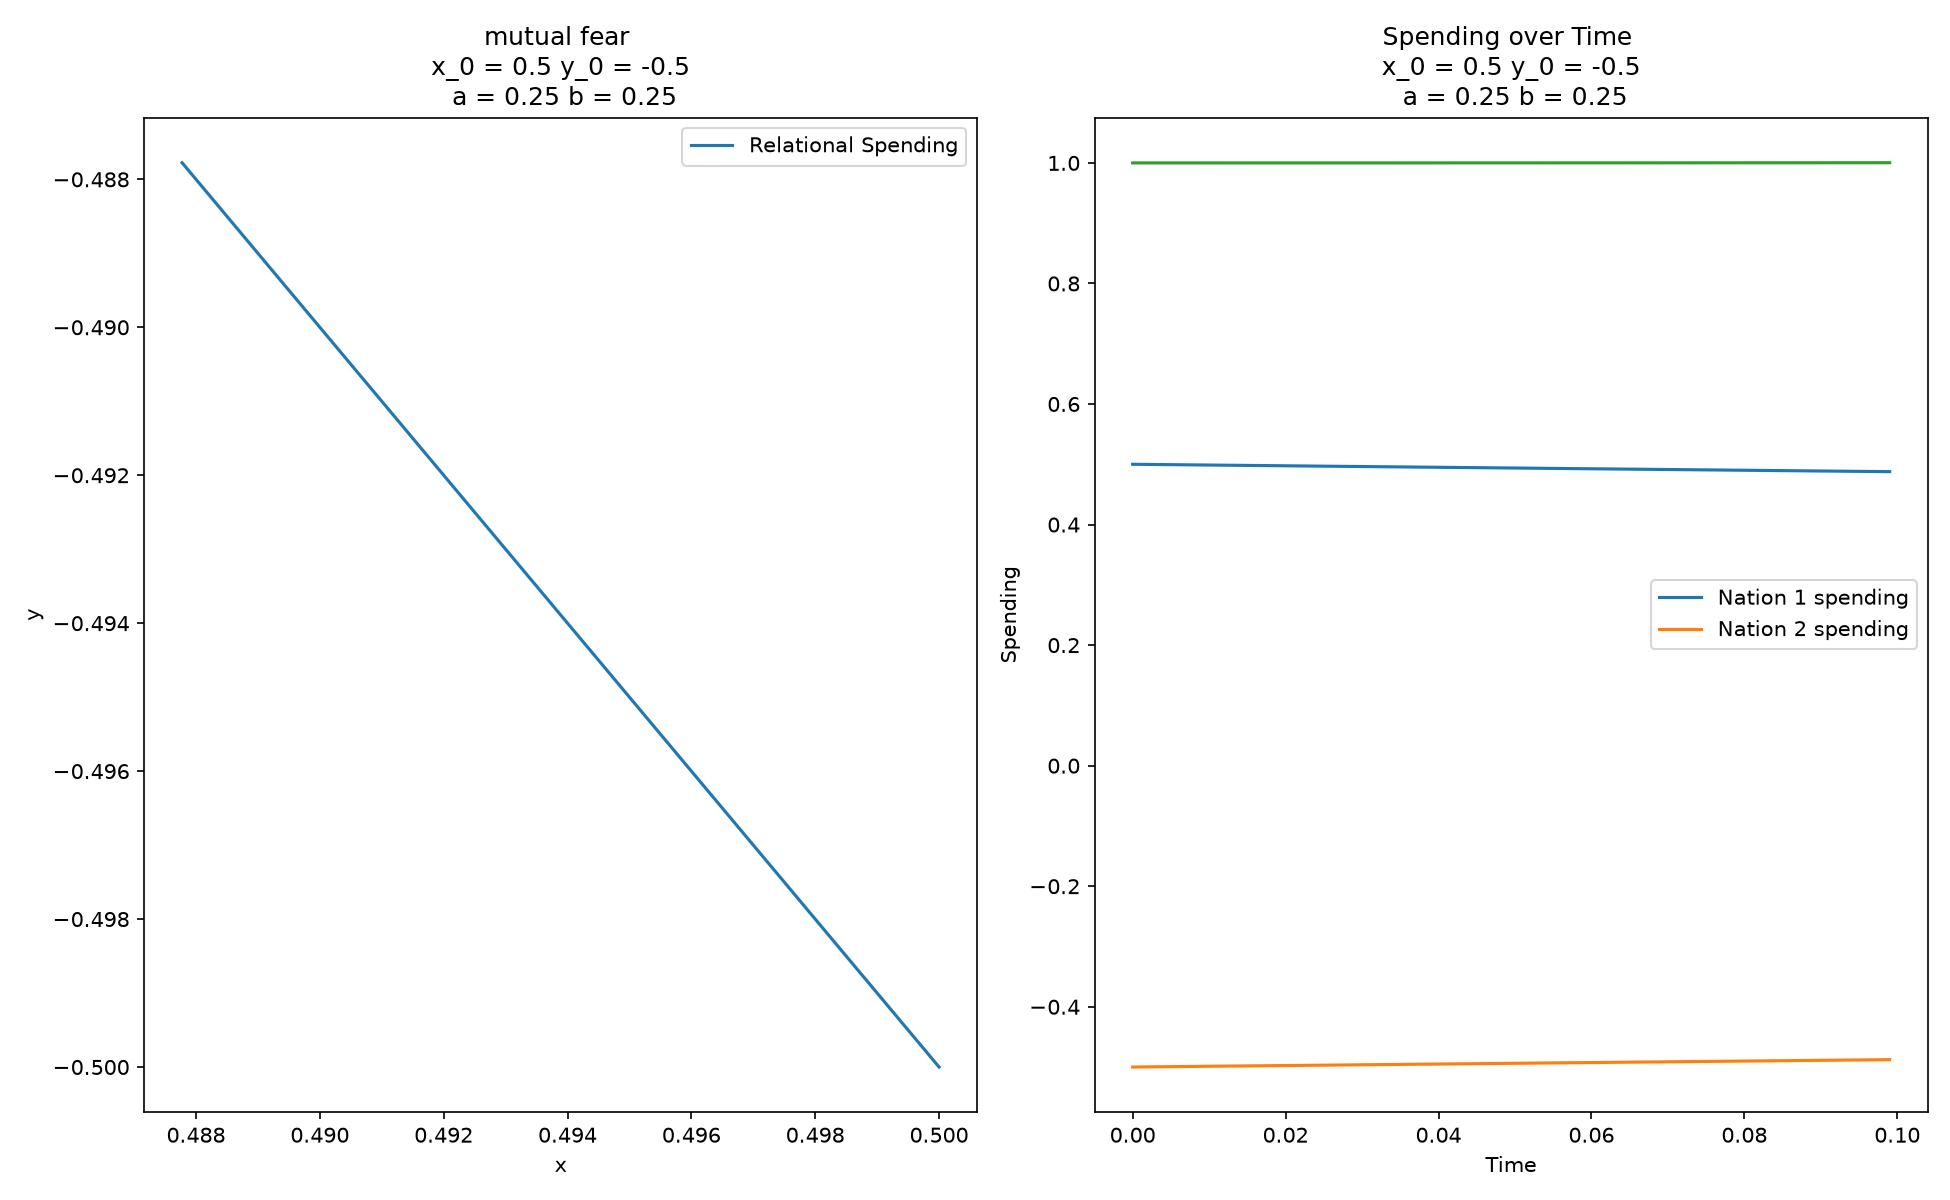 mutual fear
x_0 = 0.5 y_0 = -0.5
a = 0.25 b = 0.25
Relational Spending
−0.488
−0.490
−0.492
−0.494
−0.496
−0.498
−0.500
y
0.488 0.490 0.492 0.494 0.496 0.498 0.500
x
Spending over Time
x_0 = 0.5 y_0 = -0.5
a = 0.25 b = 0.25
1.0
0.8
0.6
0.4
0.2
0.0
−0.2
−0.4
Spending
Nation 1 spending
Nation 2 spending
0.00 0.02 0.04 0.06 0.08 0.10
Time